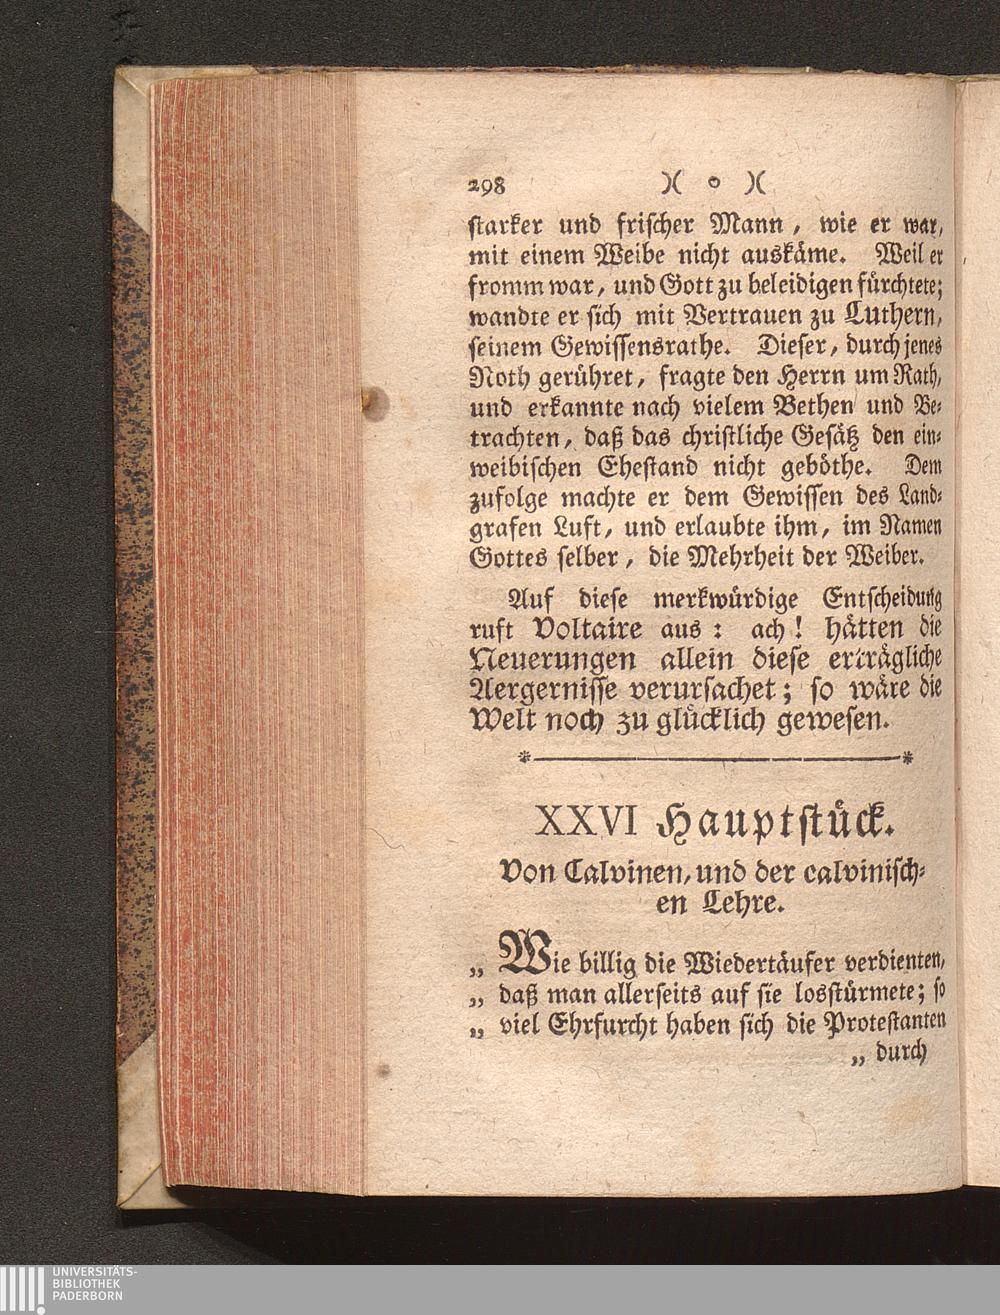 298 )( o )(
starker und frischer Mann, wie er war,
mit einem Weibe nicht auskäme. Weil er
fromm war, und Gott zu beleidigen fürchtete;
wandte er sich mit Vertrauen zu Luthern,
seinem Gewissensrathe. Dieser, durch jenes
Noth gerühret, fragte den Herrn um Rath,
und erkannte nach vielem Bethen und Be=
trachten, daß das christliche Gesätz den ein=
weibischen Ehestand nicht geböthe. Dem
zufolge machte er dem Gewissen des Land=
grafen Luft, und erlaubte ihm, im Namen
Gottes selber, die Mehrheit der Weiber.
Auf diese merkwürdige Entscheidung
ruft Voltaire aus: ach! hätten die
Neuerungen allein diese erträgliche
Aergernisse verursachet; so wäre die
Welt noch zu glücklich gewesen.
XXVI Hauptstück.
Von Calvinen, und der calvinisch=
en Lehre.
„ Wie billig die Wiedertäufer verdienten,
„ daß man allerseits auf sie losstürmete; so
„ viel Ehrfurcht haben sich die Protestanten
„ durch
UNIVERSITÄTS-
BIBLIOTHEK
PADERBORN